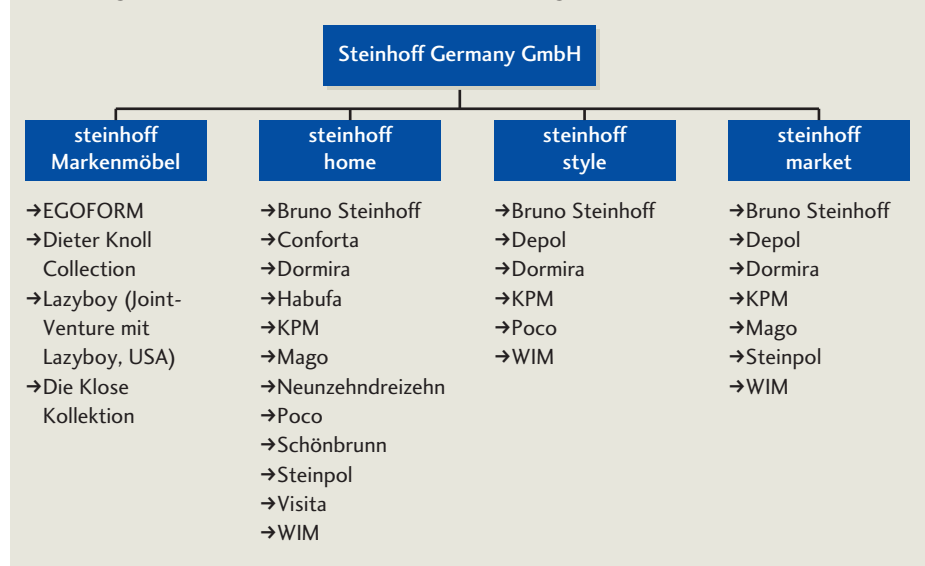 Steinhoff Germany GmbH
steinhoff
Markenmöbel
→EGOFORM
→Dieter Knoll
Collection
→Lazyboy (Joint-
Venture mit
Lazyboy, USA)
→Die Klose
Kollektion
steinhoff
home
→Bruno Steinhoff
→Conforta
→Dormira
→Habufa
→KPM
→Mago
→Neunzehndreizehn
→Poco
→Schönbrunn
→Steinpol
→Visita
→WIM
steinhoff
style
→Bruno Steinhoff
→Depol
→Dormira
→KPM
→Poco
→WIM
steinhoff
market
→Bruno Steinhoff
→Depol
→Dormira
→KPM
→Mago
→Steinpol
→WIM